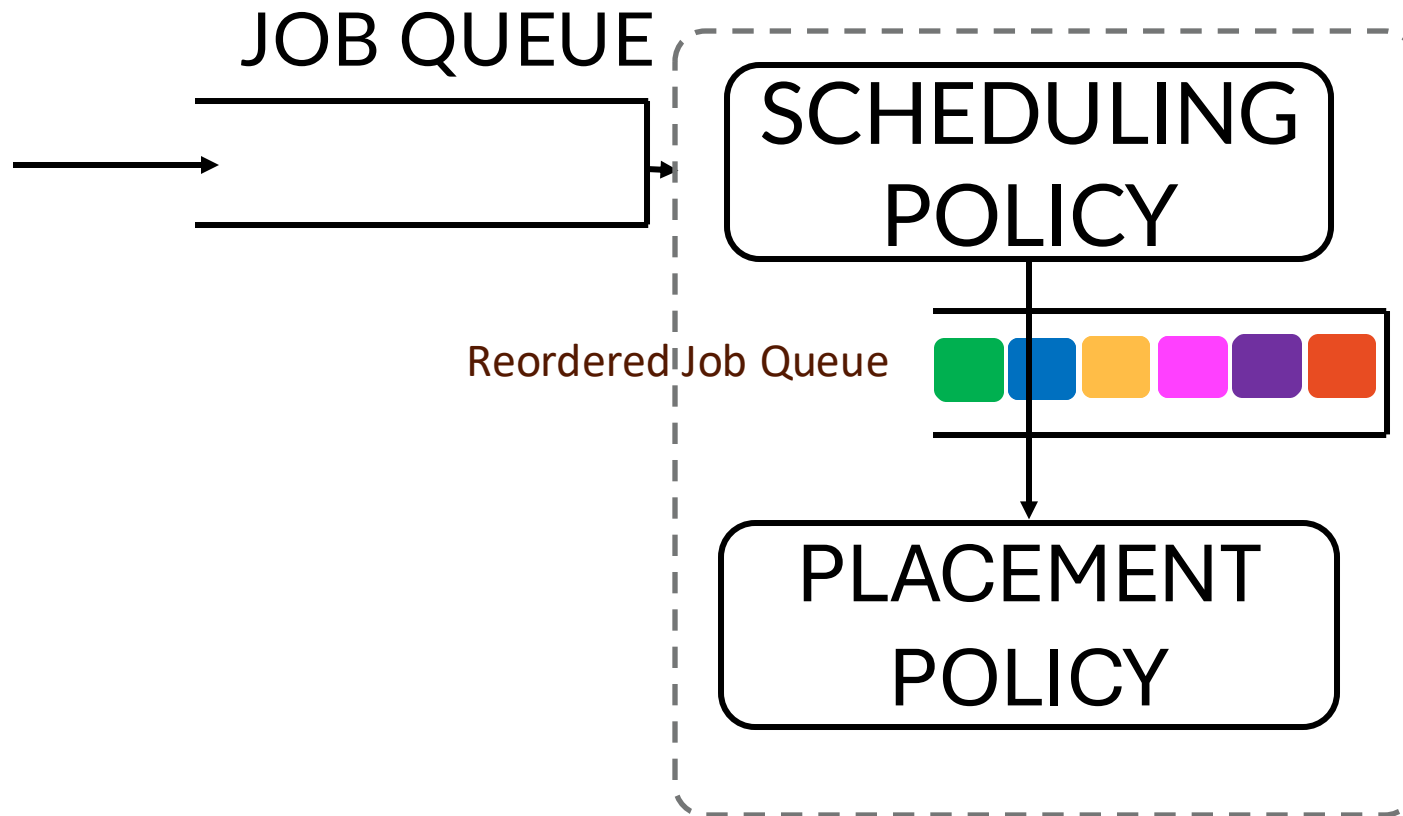 JOB QUEUE
SCHEDULING
POLICY
Reordered Job Queue
PLACEMENT
POLICY